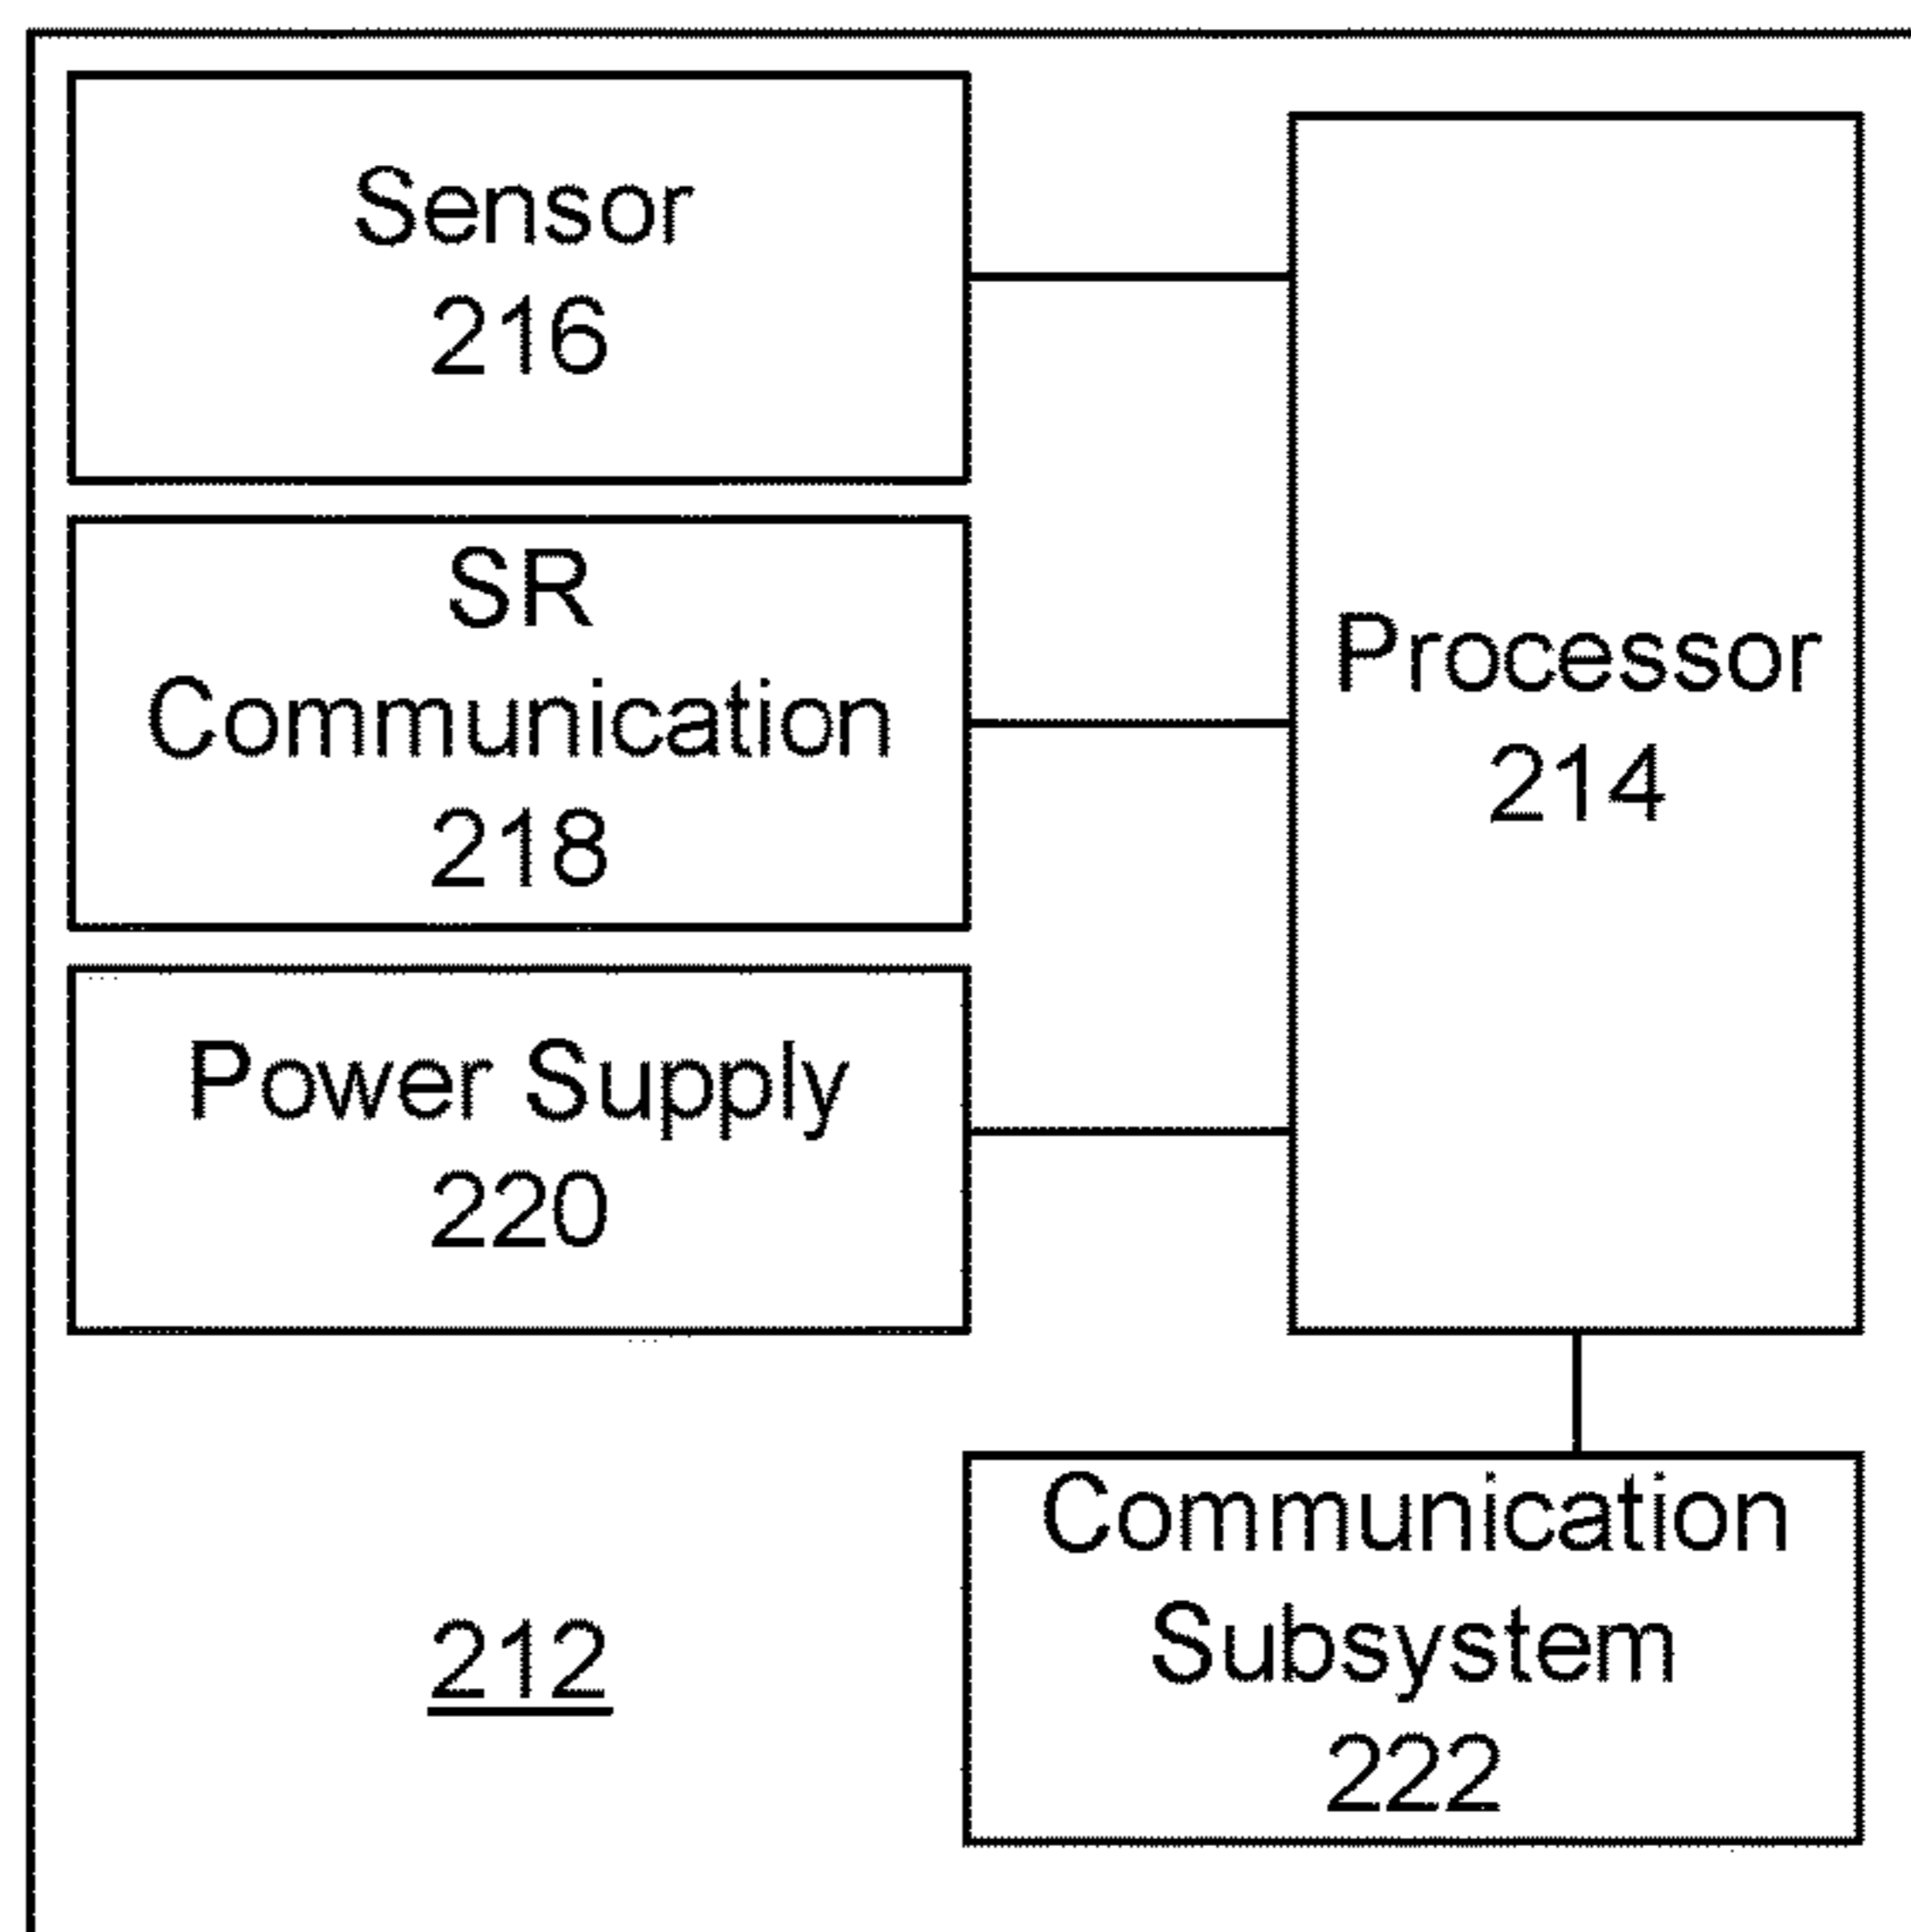 Sensor
216
SR
Communication
218
Power Supply
220
Processor
214
Communication
Subsystem
222
212